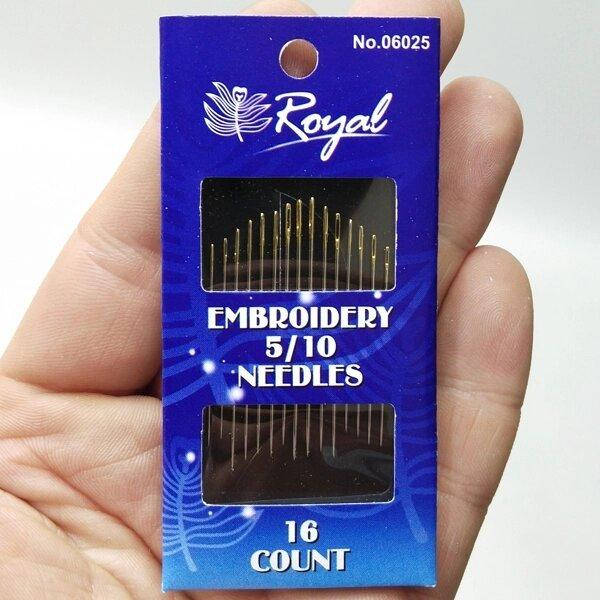 No.06025
Royal
EMBROIDERY
5/10
NEEDLES
16
COUNT